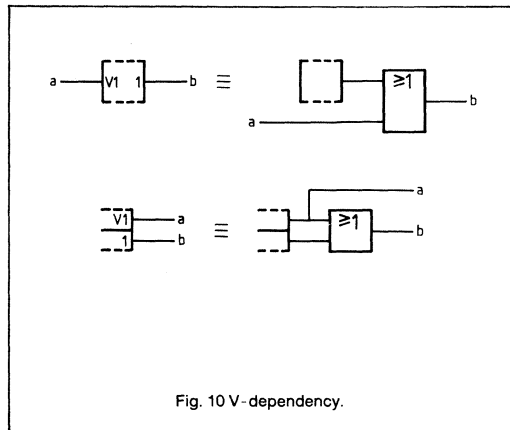 a V1 1 b ≡ ≥1 b
a
V1 a ≡ a
1 b ≥1 b
Fig. 10 V-dependency.